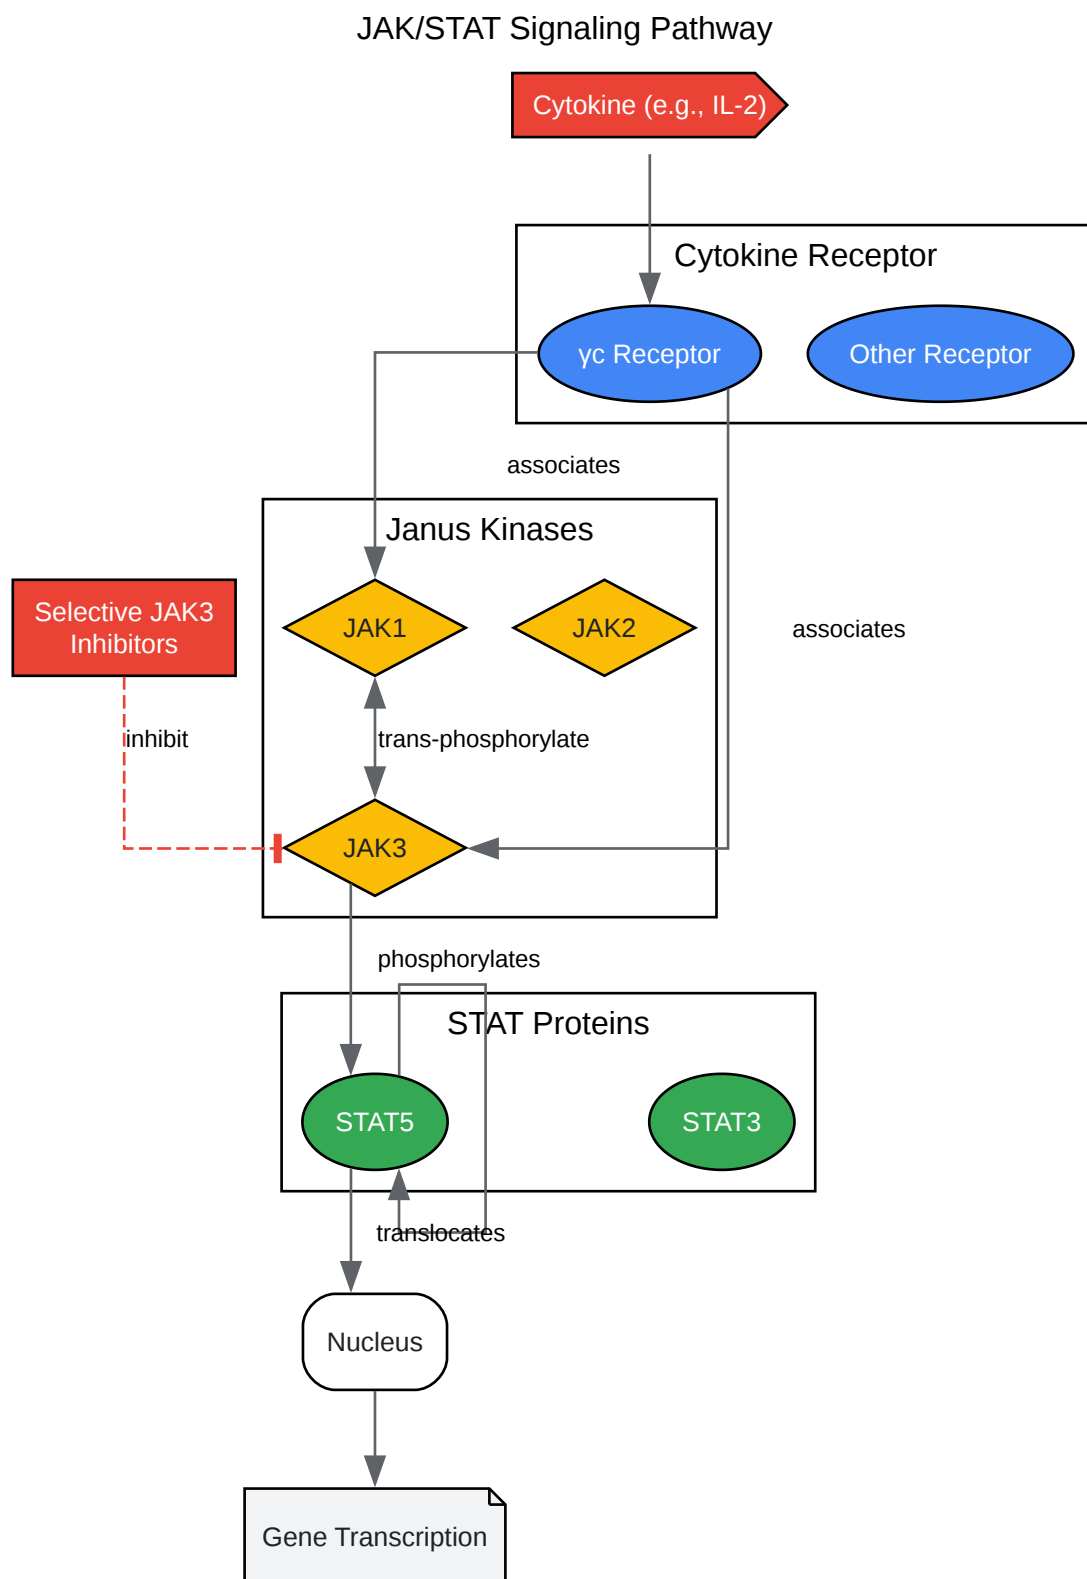 JAK/STAT Signaling Pathway
Cytokine (e.g., IL-2)
Cytokine Receptor
γc Receptor
Other Receptor
associates
Janus Kinases
JAK1
JAK2
Selective JAK3
Inhibitors
associates
inhibit
trans-phosphorylate
JAK3
phosphorylates
STAT Proteins
STAT5
STAT3
translocates
Nucleus
Gene Transcription